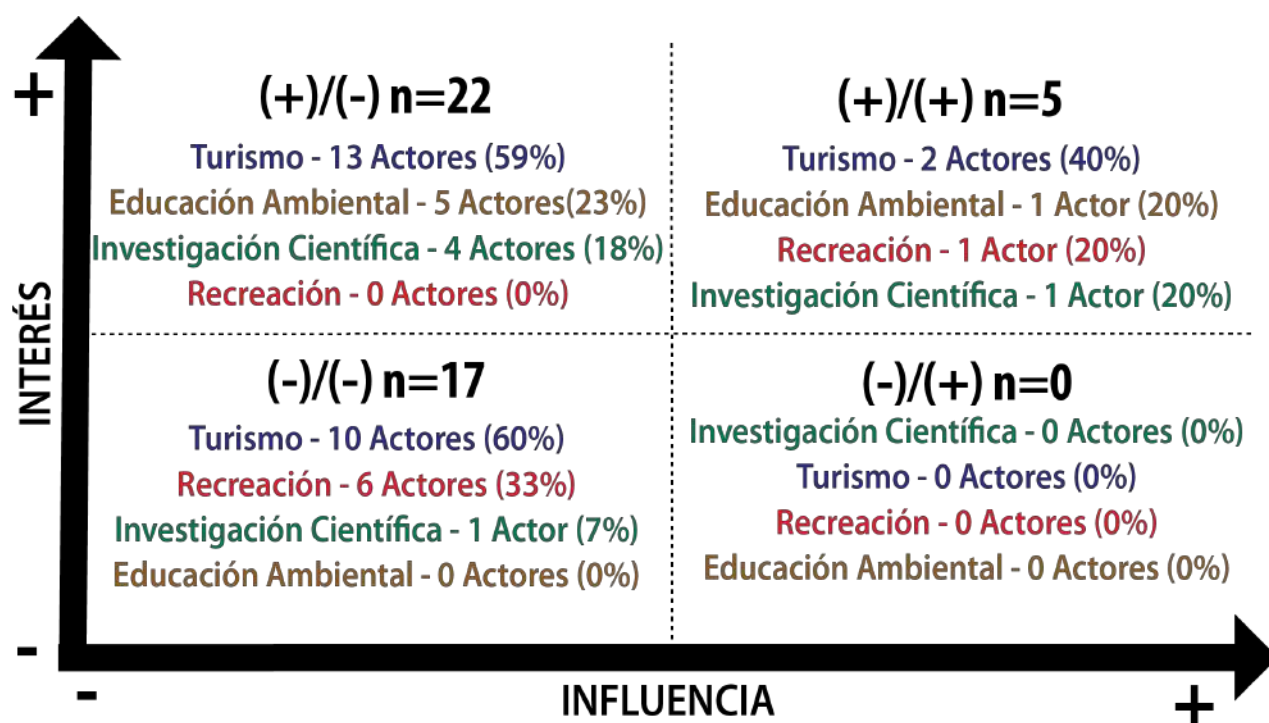 +
(+)/(-) n=22
Turismo - 13 Actores (59%)
Educación Ambiental - 5 Actores(23%)
Investigación Científica - 4 Actores (18%)
Recreación - 0 Actores (0%)
(+)/(+) n=5
Turismo - 2 Actores (40%)
Educación Ambiental - 1 Actor (20%)
Recreación - 1 Actor (20%)
Investigación Científica - 1 Actor (20%)
INTERÉS
(-)/(-) n=17
Turismo - 10 Actores (60%)
Recreación - 6 Actores (33%)
Investigación Científica - 1 Actor (7%)
Educación Ambiental - 0 Actores (0%)
(-)/(+) n=0
Investigación Científica - 0 Actores (0%)
Turismo - 0 Actores (0%)
Recreación - 0 Actores (0%)
Educación Ambiental - 0 Actores (0%)
-
-
INFLUENCIA
+